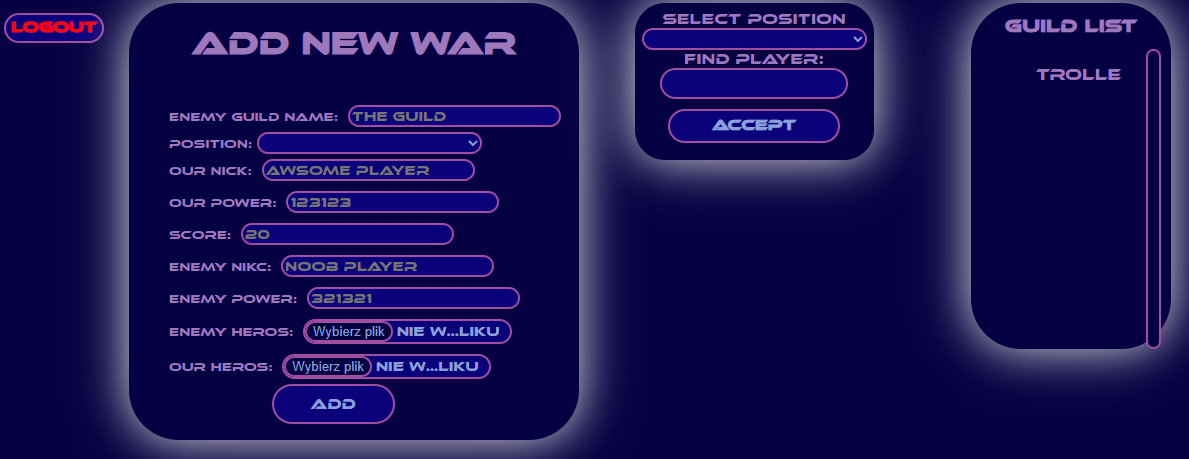 LOGOUT
ADD NEW WAR
ENEMY GUILD NAME: THE GUILD
POSITION:
OUR NICK: AWSOME PLAYER
OUR POWER: 123123
SCORE: 20
ENEMY NIKC: NOOB PLAYER
ENEMY POWER: 321321
ENEMY HEROS: Wybierz plik NIE W...LIKU
OUR HEROS: Wybierz plik NIE W...LIKU
ADD
SELECT POSITION
FIND PLAYER:
ACCEPT
GUILD LIST
TROLLE